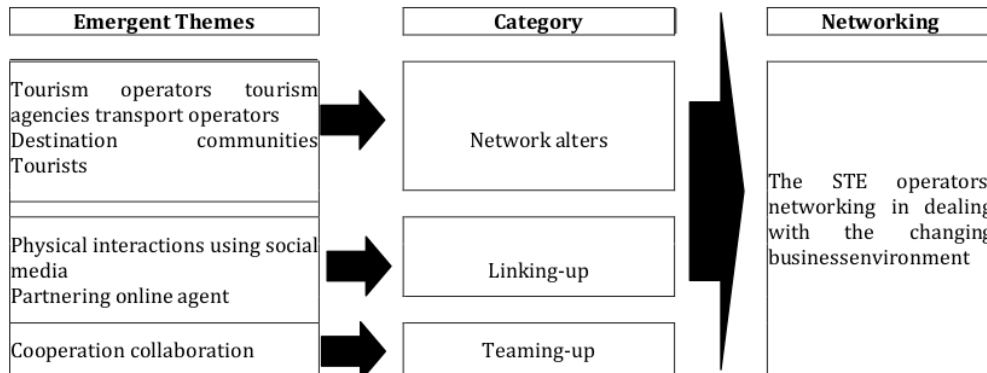 Emergent Themes
Category
Networking
Tourism operators tourism
agencies transport operators
Destination communities
Tourists
Network alters
Physical interactions using social
media
Partnering online agent
Linking-up
Cooperation collaboration
Teaming-up
The STE operators
networking in dealing
with the changing
businessenvironment